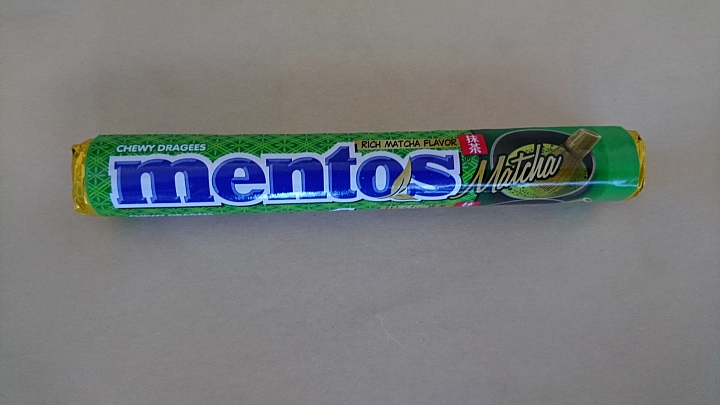 CHEWY DRAGEES
mentos
RICH MATCHA FLAVOR
抹茶
Matcha